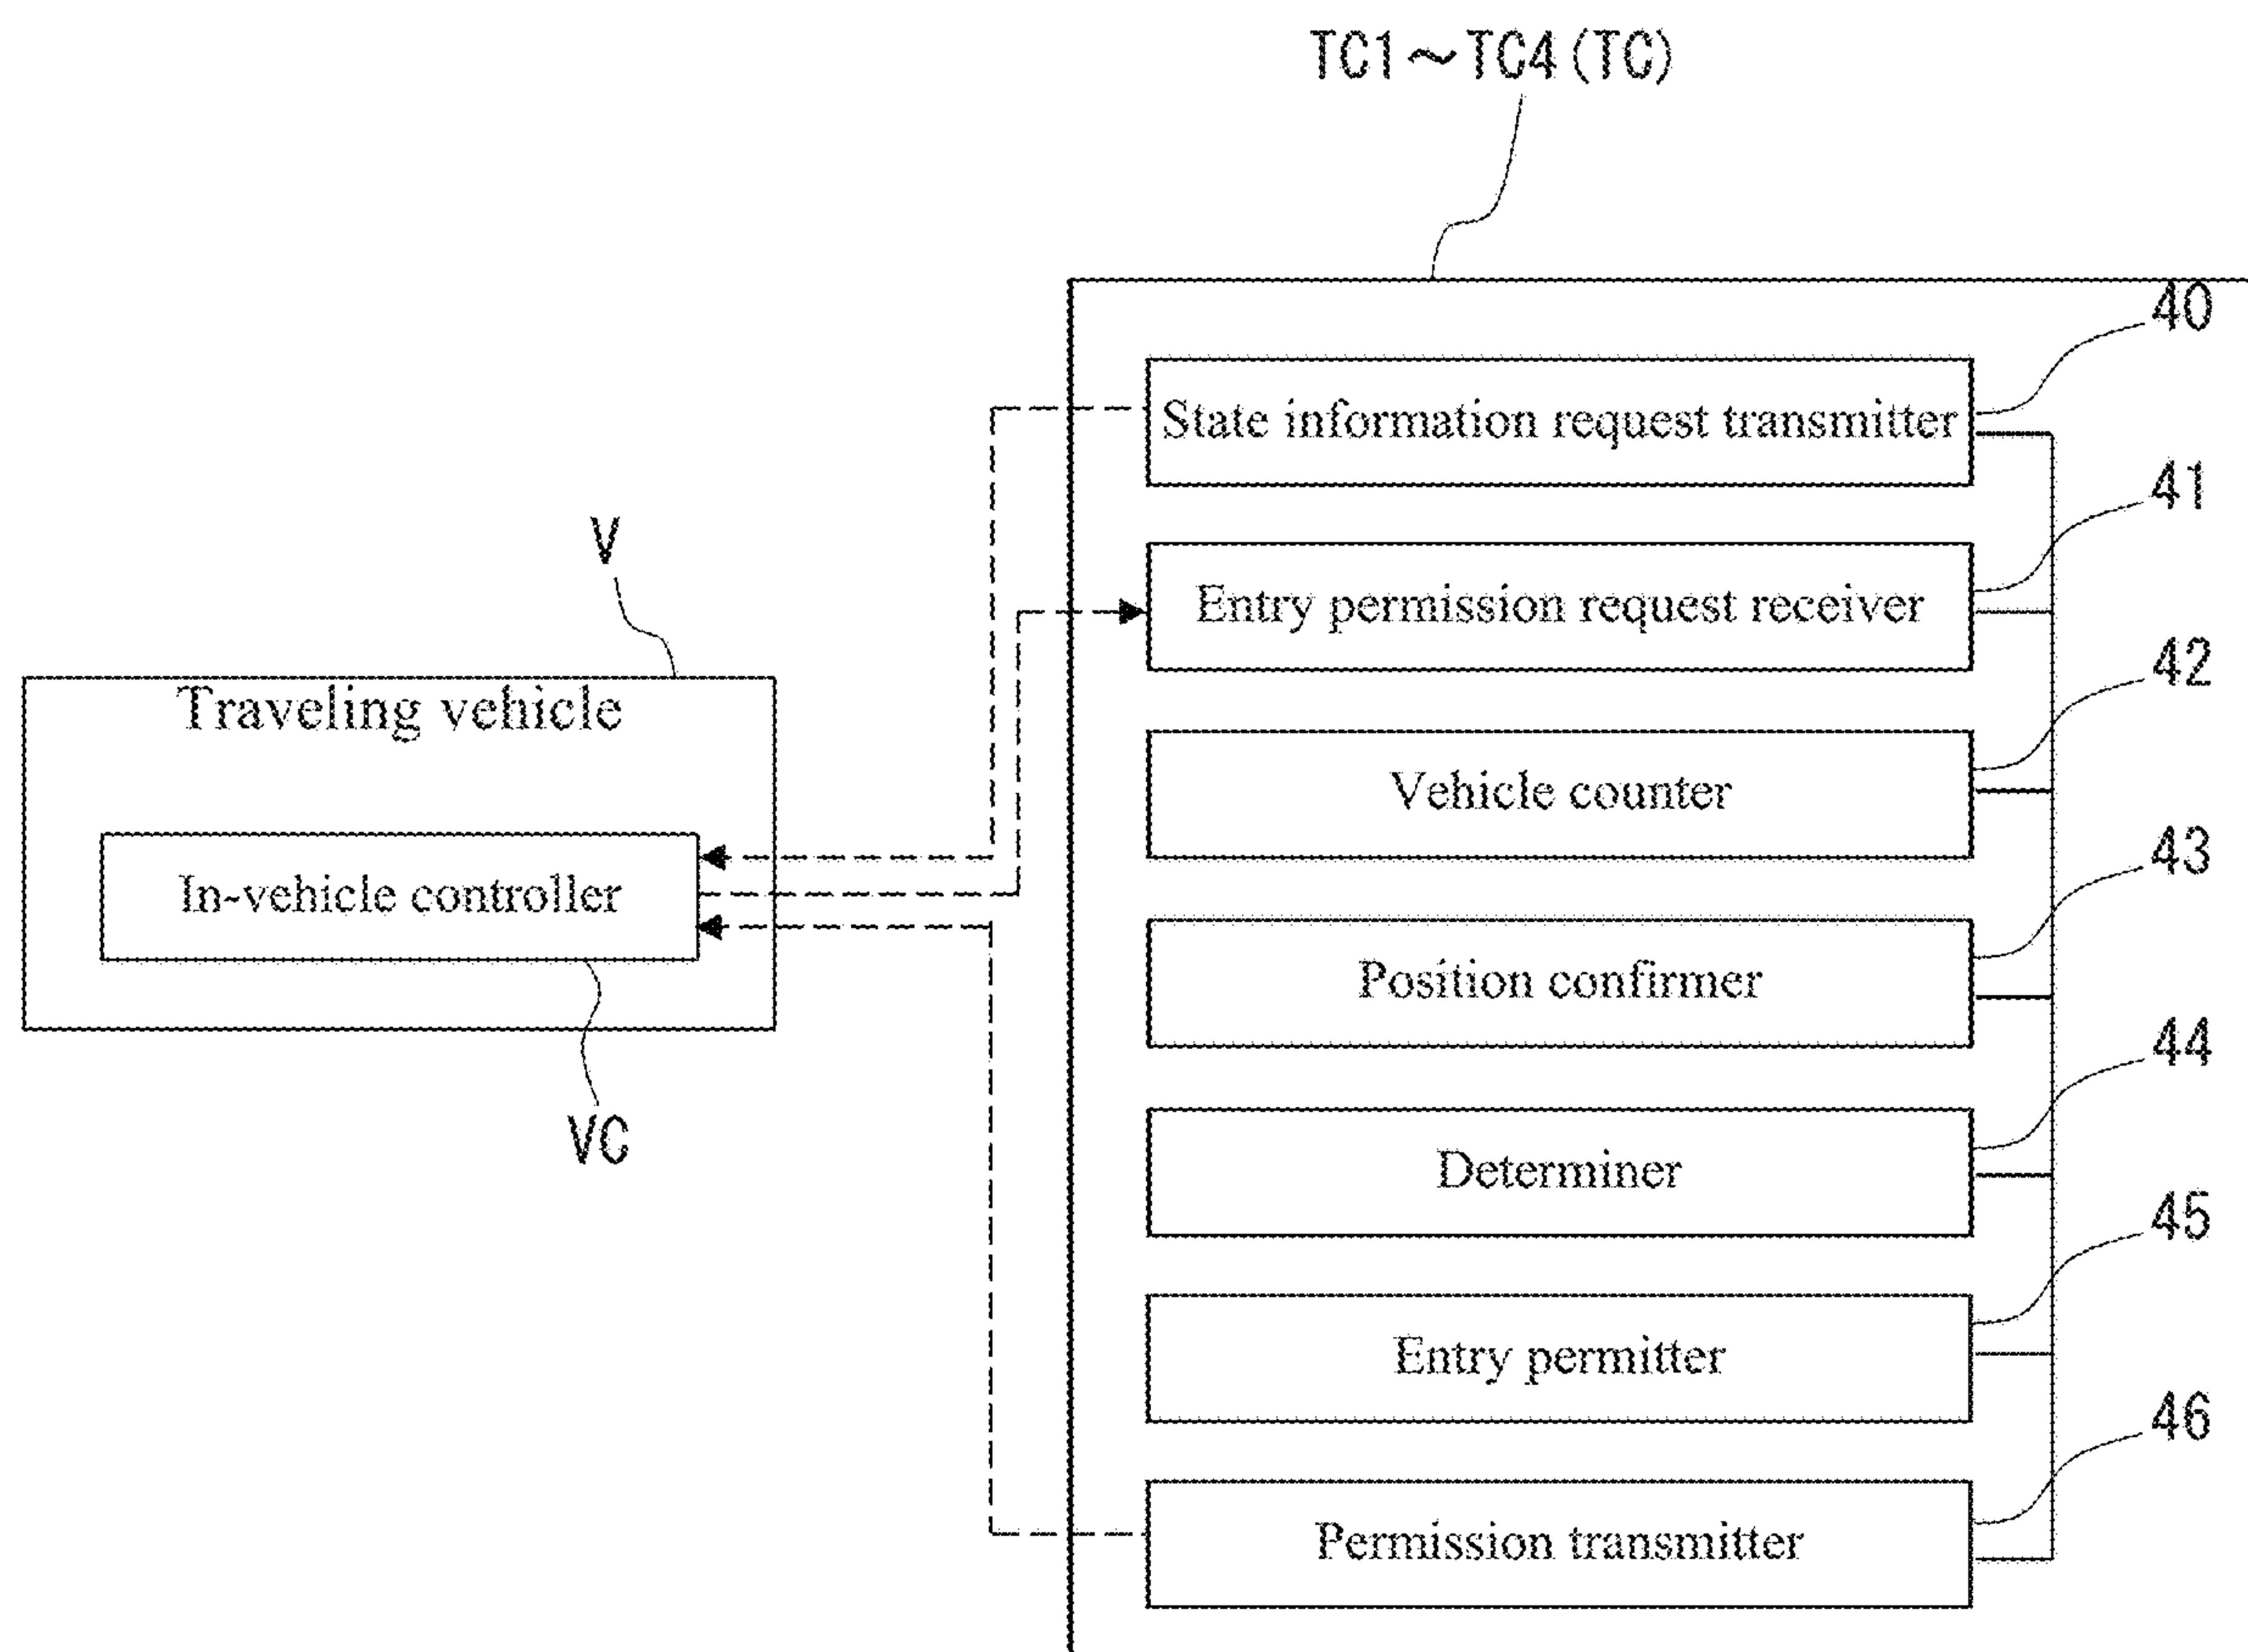 TC1～TC4(TC)
40
State information request transmitter
41
Entry permission request receiver
V
42
Traveling vehicle
Vehicle counter
43
In-vehicle controller
Position confirmer
44
VC
Determiner
45
Entry permitter
46
Permission transmitter